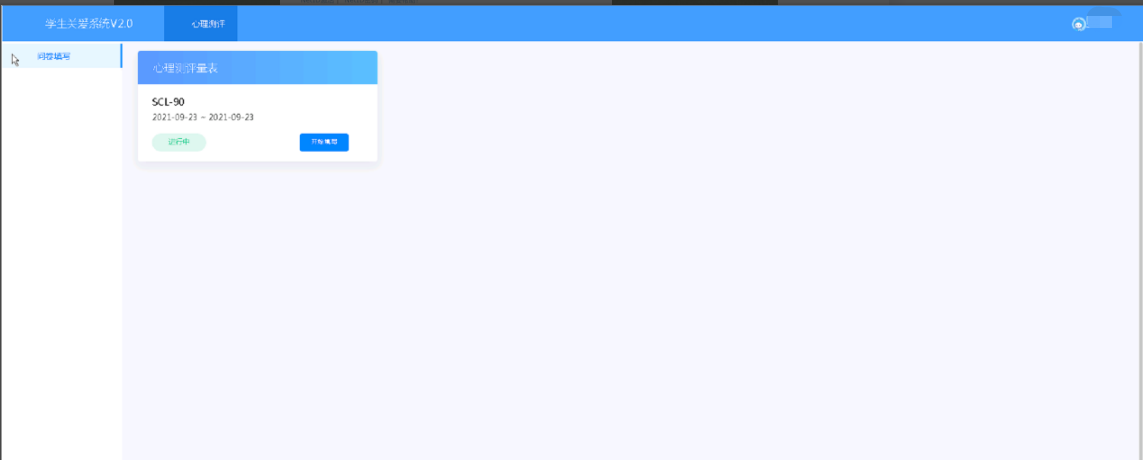 学生关爱系统V2.0
心理测评
问卷填写
心理测评量表
SCL-90
2021-09-23 ~ 2021-09-23
进行中
开始填写